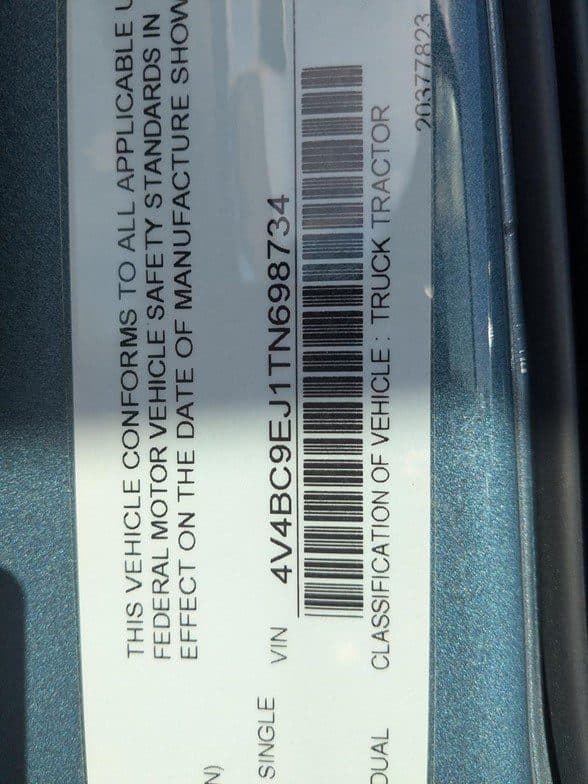 THIS VEHICLE CONFORMS TO ALL APPLICABLE
FEDERAL MOTOR VEHICLE SAFETY STANDARDS IN
EFFECT ON THE DATE OF MANUFACTURE SHOW
N)
SINGLE VIN 4V4BC9EJ1TN698734
DUAL CLASSIFICATION OF VEHICLE: TRUCK TRACTOR
20377823